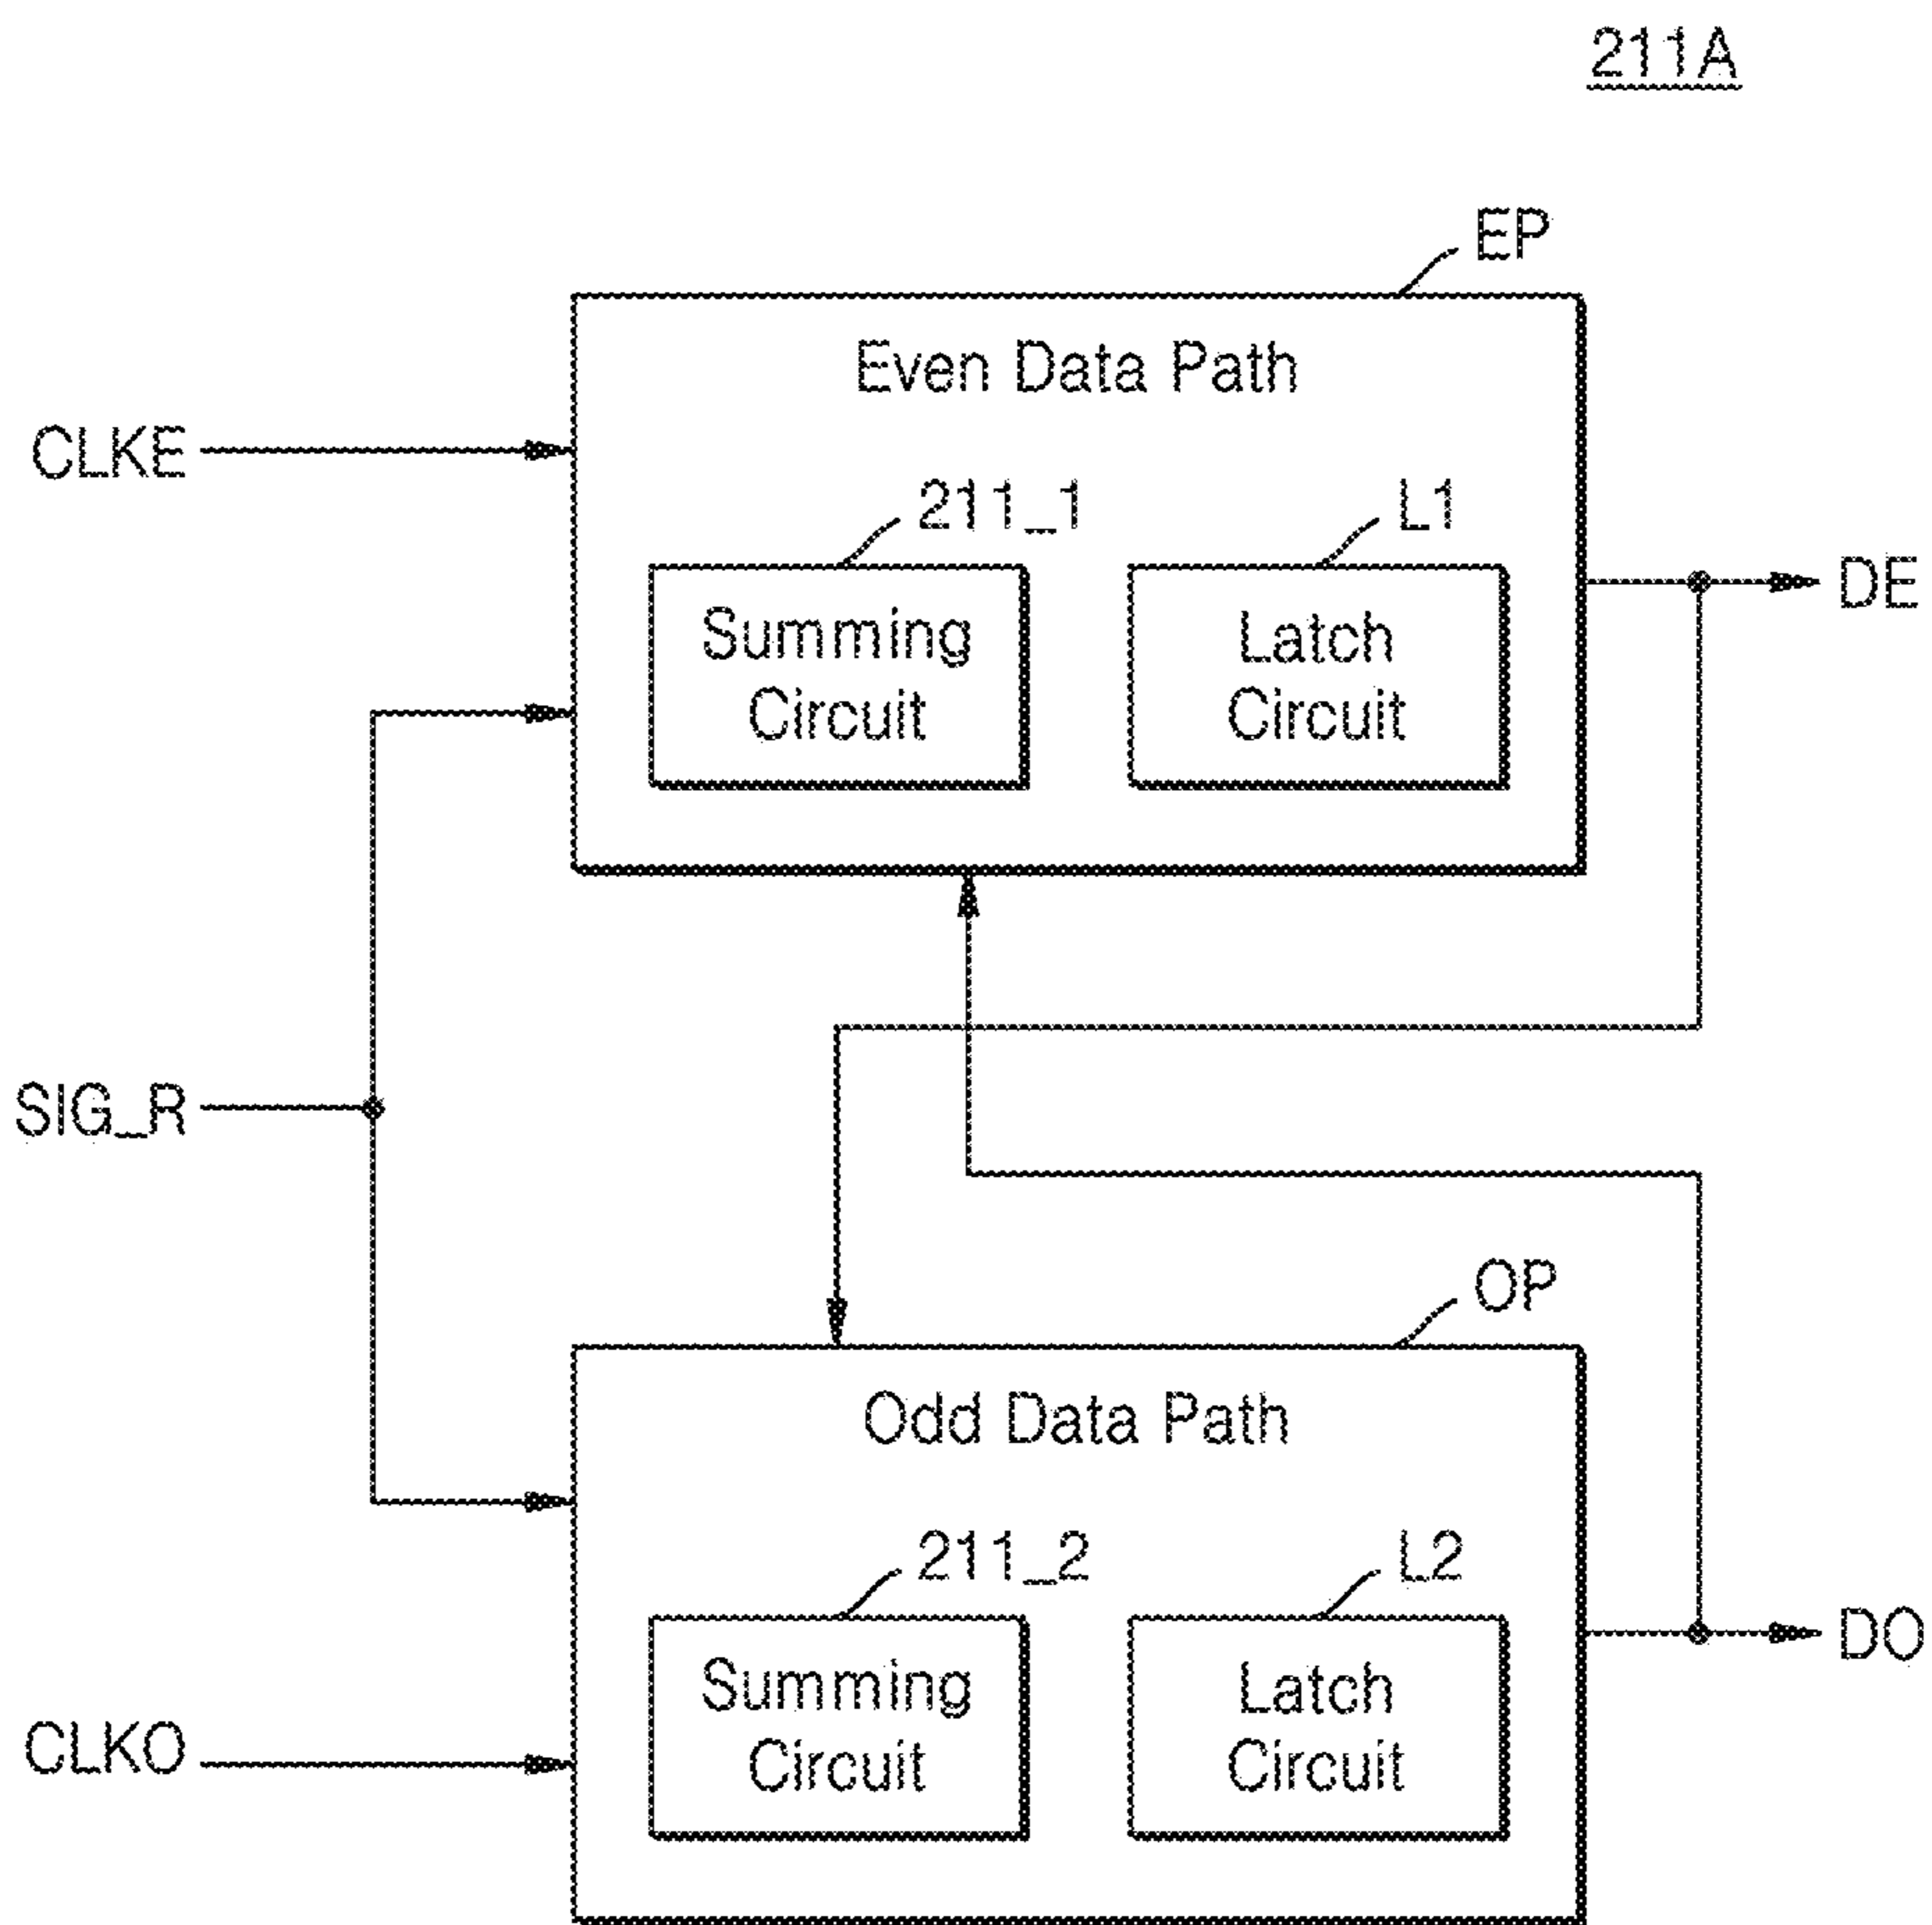 211A
EP
Even Data Path
CLKE
211_1
L1
Summing
Circuit
Latch
Circuit
DE
SIG_R
OP
Odd Data Path
211_2
L2
Summing
Circuit
Latch
Circuit
DO
CLKO